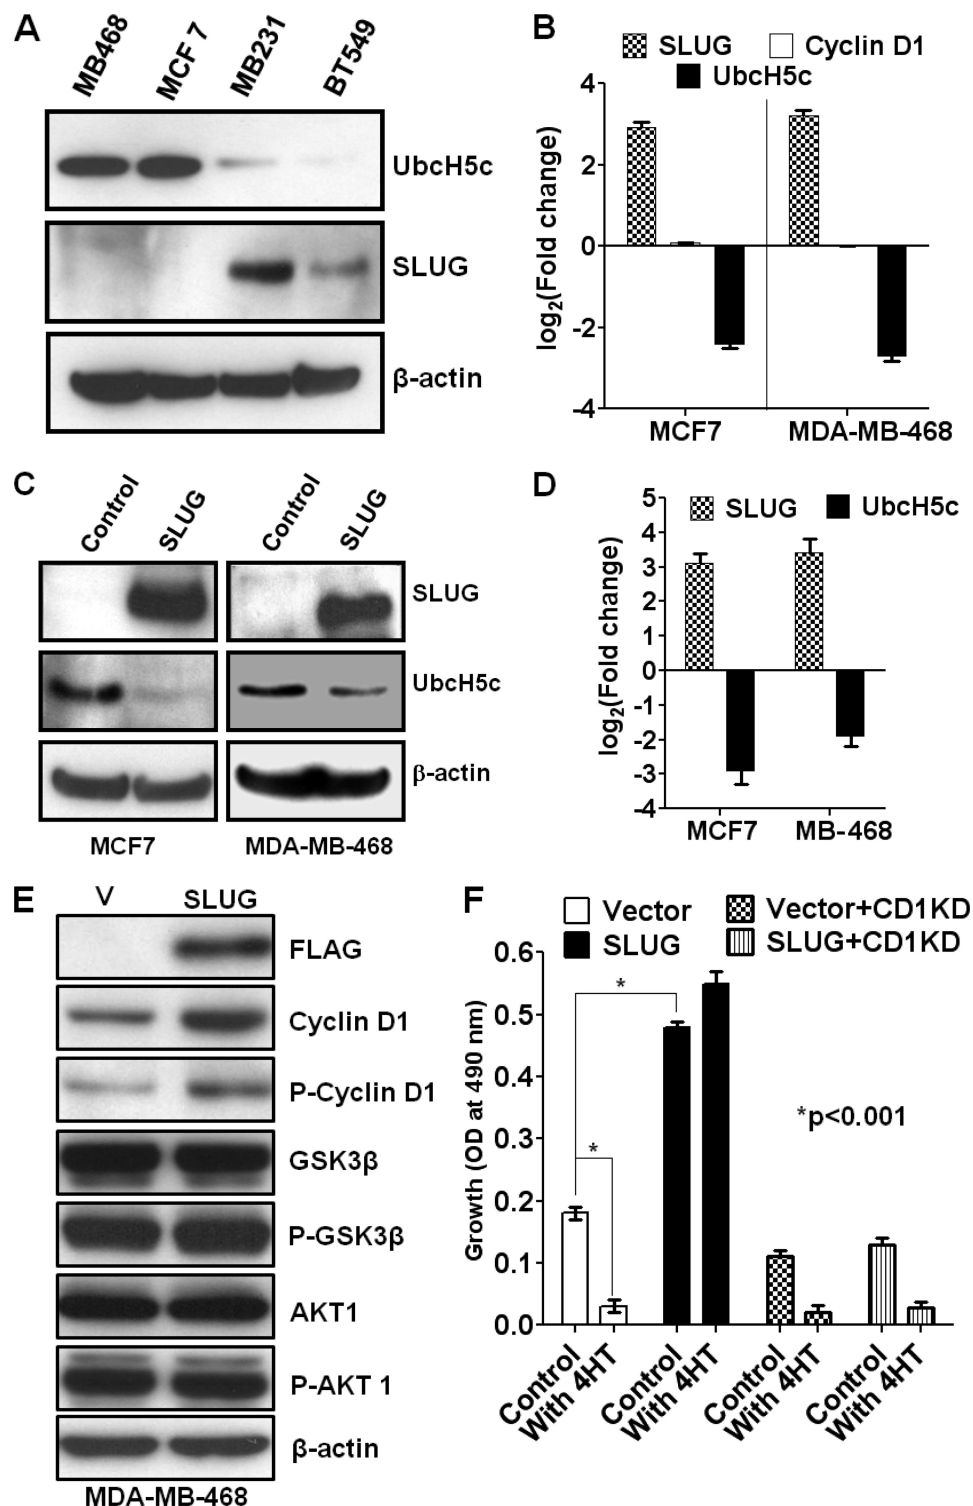 A
MB468 MCF 7 MB231 BT549
UbcH5c
SLUG
β-actin
B
SLUG Cyclin D1
UbcH5c
log2(Fold change)
4
2
0
-2
-4
MCF7 MDA-MB-468
C
Control SLUG Control SLUG
SLUG
UbcH5c
β-actin
MCF7 MDA-MB-468
D
SLUG UbcH5c
log2(Fold change)
5
4
3
2
1
0
-1
-2
-3
-4
MCF7 MB-468
E
V SLUG
FLAG
Cyclin D1
P-Cyclin D1
GSK3β
P-GSK3β
AKT1
P-AKT 1
β-actin
MDA-MB-468
F
Vector Vector+CD1KD
SLUG SLUG+CD1KD
Growth (OD at 490 nm)
0.6
0.5
0.4
0.3
0.2
0.1
0.0
*
*
*p<0.001
Control With 4HT Control With 4HT Control With 4HT Control With 4HT